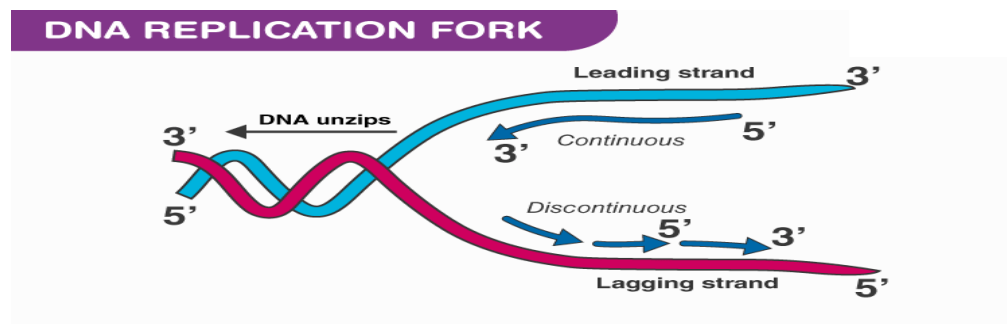 DNA REPLICATION FORK
Leading strand
3’
DNA unzips
3’
5’
3’
Continuous
5’
Discontinuous
5’
3’
Lagging strand
5’